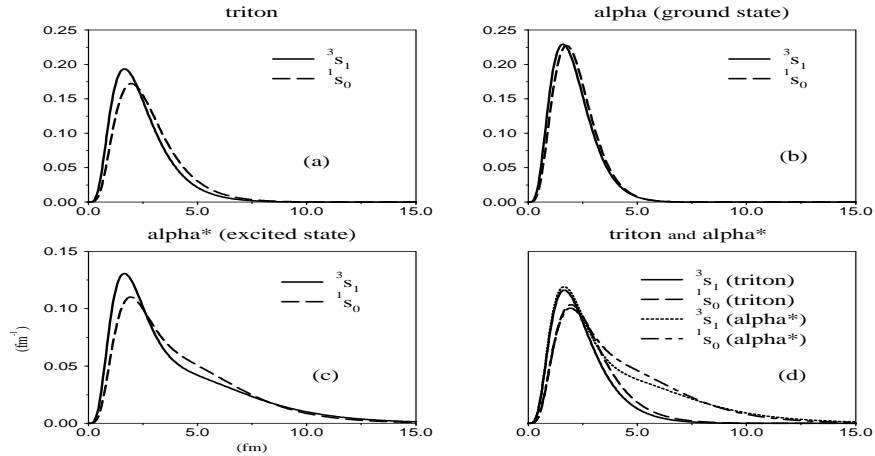 triton
0.25
0.20
0.15
0.10
0.05
0.00
0.0 5.0 10.0 15.0
³s₁
¹s₀
(a)
alpha (ground state)
0.25
0.20
0.15
0.10
0.05
0.00
0.0 5.0 10.0 15.0
³s₁
¹s₀
(b)
alpha* (excited state)
0.15
0.10
0.05
0.00
(fm⁻¹)
0.0 5.0 10.0 15.0
(fm)
³s₁
¹s₀
(c)
triton and alpha*
³s₁ (triton)
¹s₀ (triton)
³s₁ (alpha*)
¹s₀ (alpha*)
(d)
0.0 5.0 10.0 15.0